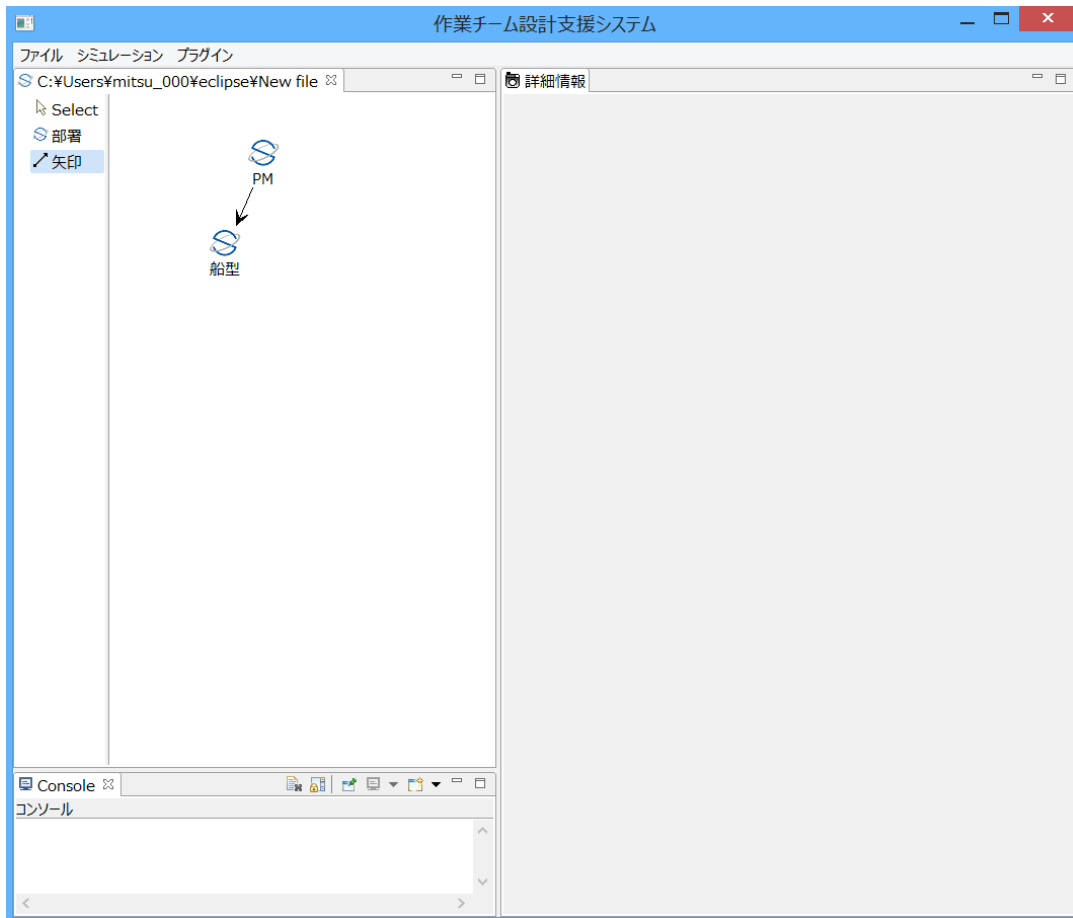 作業チーム設計支援システム
ファイル シミュレーション プラグイン
C:¥Users¥mitsu_000¥eclipse¥New file
詳細情報
Select
部署
矢印
PM
船型
Console
コンソール